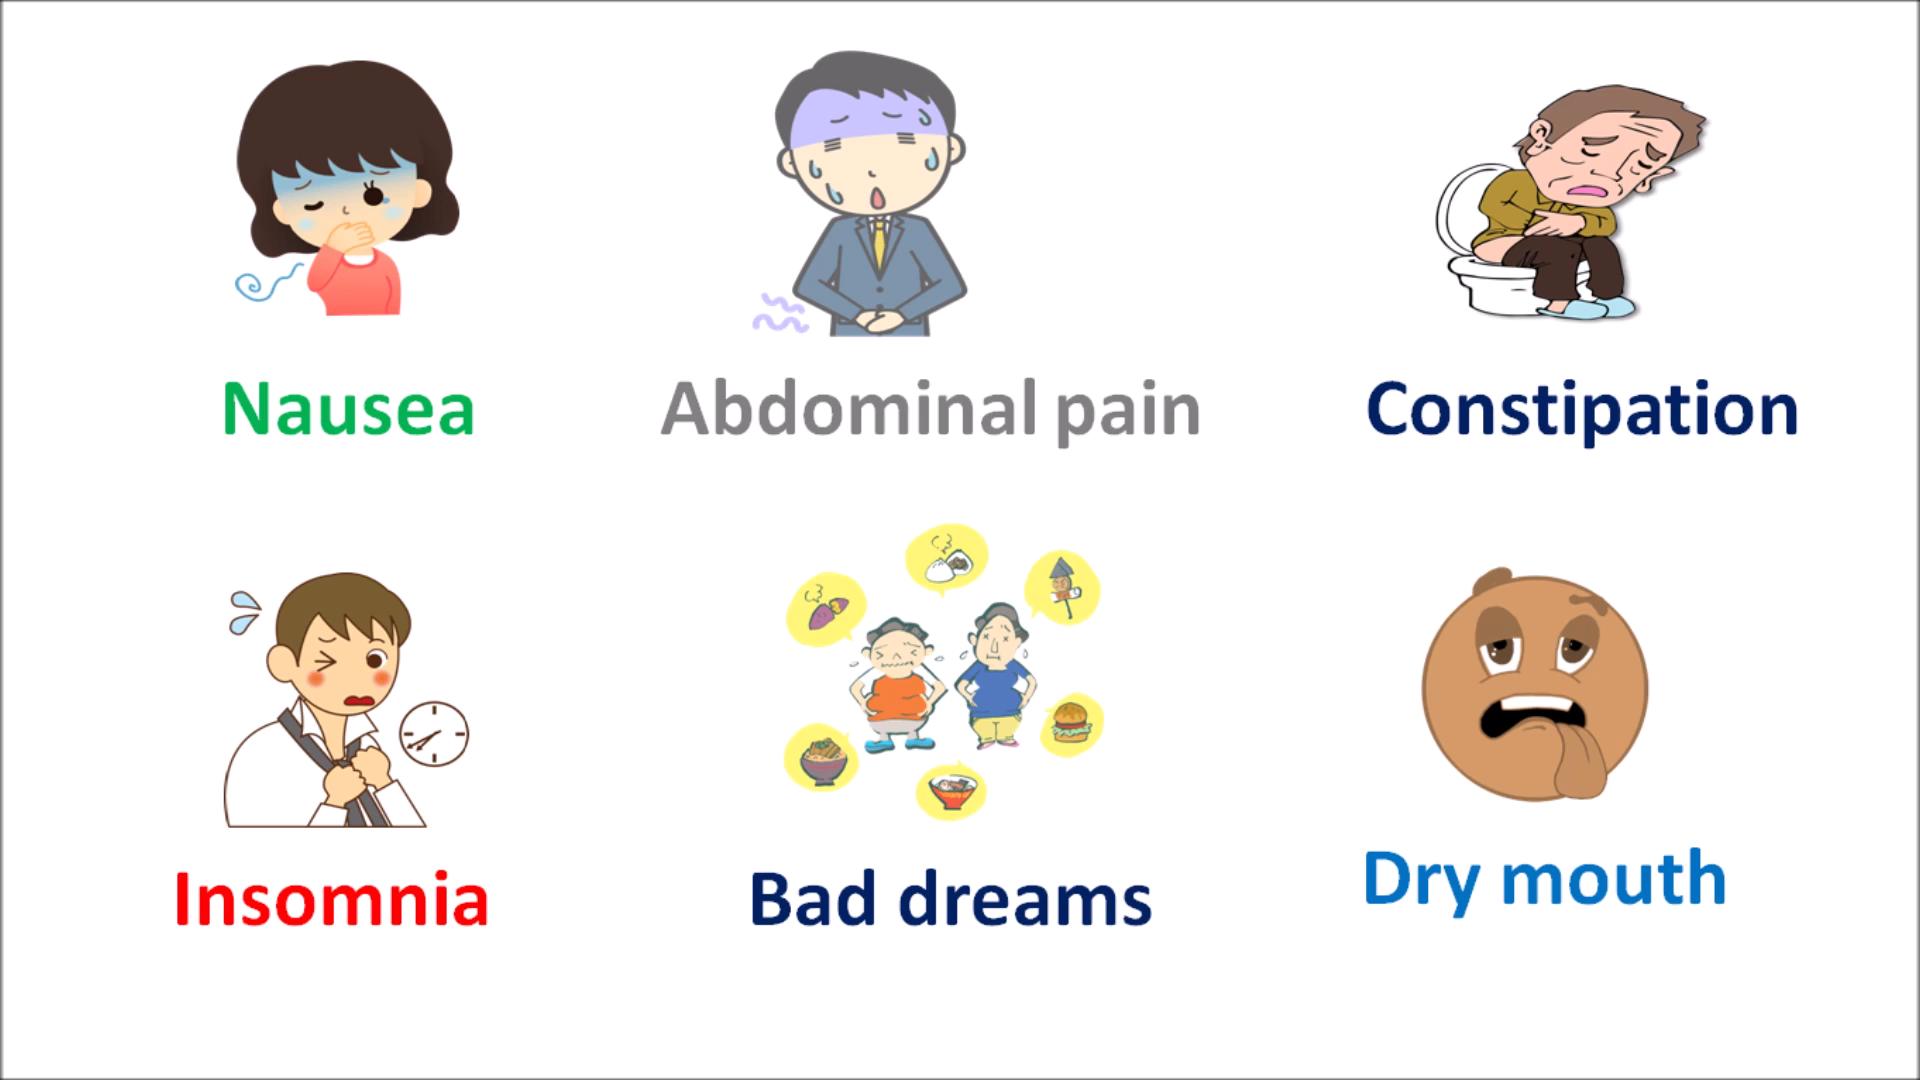 Nausea
Abdominal pain
Constipation
Insomnia
Bad dreams
Dry mouth